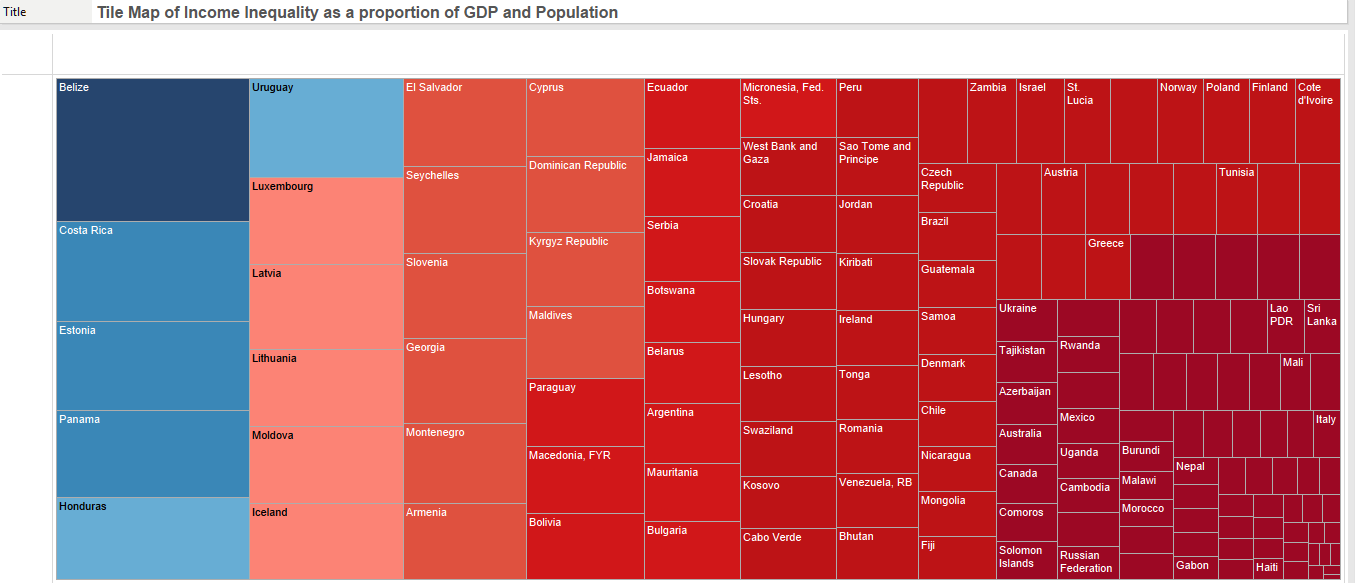 Title
Tile Map of Income Inequality as a proportion of GDP and Population
Belize
Costa Rica
Estonia
Panama
Honduras
Uruguay
Luxembourg
Latvia
Lithuania
Moldova
Iceland
El Salvador
Seychelles
Slovenia
Georgia
Montenegro
Armenia
Cyprus
Dominican Republic
Kyrgyz Republic
Maldives
Paraguay
Macedonia, FYR
Bolivia
Ecuador
Jamaica
Serbia
Botswana
Belarus
Argentina
Mauritania
Bulgaria
Micronesia, Fed.
Sts.
West Bank and
Gaza
Croatia
Slovak Republic
Hungary
Lesotho
Swaziland
Kosovo
Cabo Verde
Peru
Sao Tome and
Principe
Jordan
Kiribati
Ireland
Tonga
Romania
Venezuela, RB
Bhutan
Zambia
Israel
St.
Lucia
Norway
Poland
Finland
Cote
d'Ivoire
Czech
Republic
Brazil
Guatemala
Samoa
Denmark
Chile
Nicaragua
Mongolia
Fiji
Austria
Tunisia
Greece
Ukraine
Tajikistan
Azerbaijan
Australia
Canada
Comoros
Solomon
Islands
Rwanda
Mexico
Uganda
Cambodia
Russian
Federation
Lao
PDR
Sri
Lanka
Mali
Italy
Burundi
Malawi
Morocco
Nepal
Gabon
Haiti